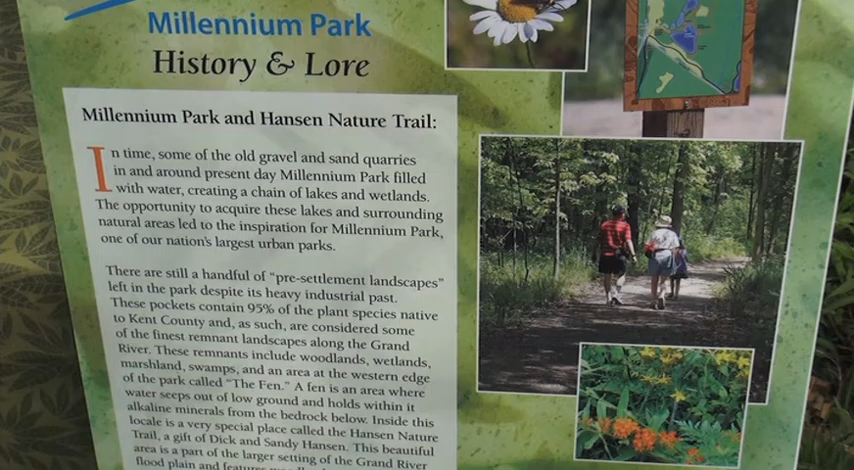 Millennium Park
History & Lore
Millennium Park and Hansen Nature Trail:
In time, some of the old gravel and sand quarries
in and around present day Millennium Park filled
with water, creating a chain of lakes and wetlands.
The opportunity to acquire these lakes and surrounding
natural areas led to the inspiration for Millennium Park,
one of our nation's largest urban parks.
There are still a handful of "pre-settlement landscapes"
left in the park despite its heavy industrial past.
These pockets contain 95% of the plant species native
to Kent County and, as such, are considered some
of the finest remnant landscapes along the Grand
River. These remnants include woodlands, wetlands,
marshland, swamps, and an area at the western edge
of the park called "The Fen." A fen is an area where
water seeps out of low ground and holds within it
alkaline minerals from the bedrock below. Inside this
locale is a very special place called the Hansen Nature
Trail, a gift of Dick and Sandy Hansen. This beautiful
area is a part of the larger setting of the Grand River
flood plain and features